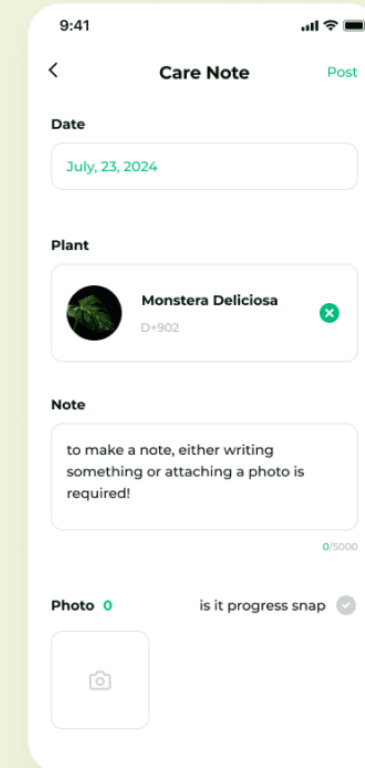 9:41
Care Note
Post
Date
July, 23, 2024
Plant
Monstera Deliciosa
D+902
Note
to make a note, either writing
something or attaching a photo is
required!
0/5000
Photo 0
is it progress snap